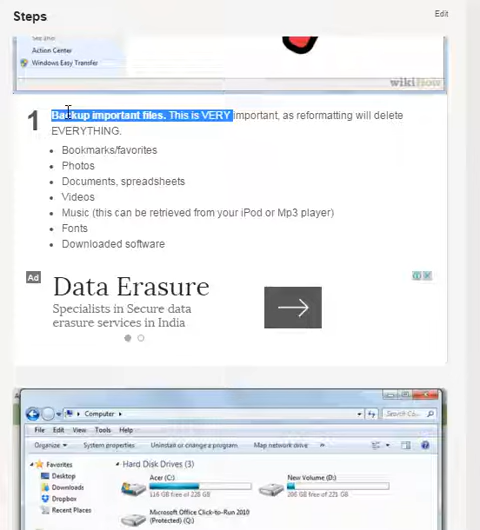 Steps
Edit
Action Center
Windows Easy Transfer
wikiHow
1
Backup important files. This is VERY important, as reformatting will delete
EVERYTHING.
• Bookmarks/favorites
• Photos
• Documents, spreadsheets
• Videos
• Music (this can be retrieved from your iPod or Mp3 player)
• Fonts
• Downloaded software
Ad
Data Erasure
Specialists in Secure data
erasure services in India
Computer
File Edit View Tools Help
Organize System properties Uninstall or change a program Map network drive »
Favorites
Desktop
Downloads
Dropbox
Recent Places
Hard Disk Drives (3)
Acer (C:)
116 GB free of 228 GB
New Volume (D:)
206 GB free of 221 GB
Microsoft Office Click-to-Run 2010
(Protected) (Q:)